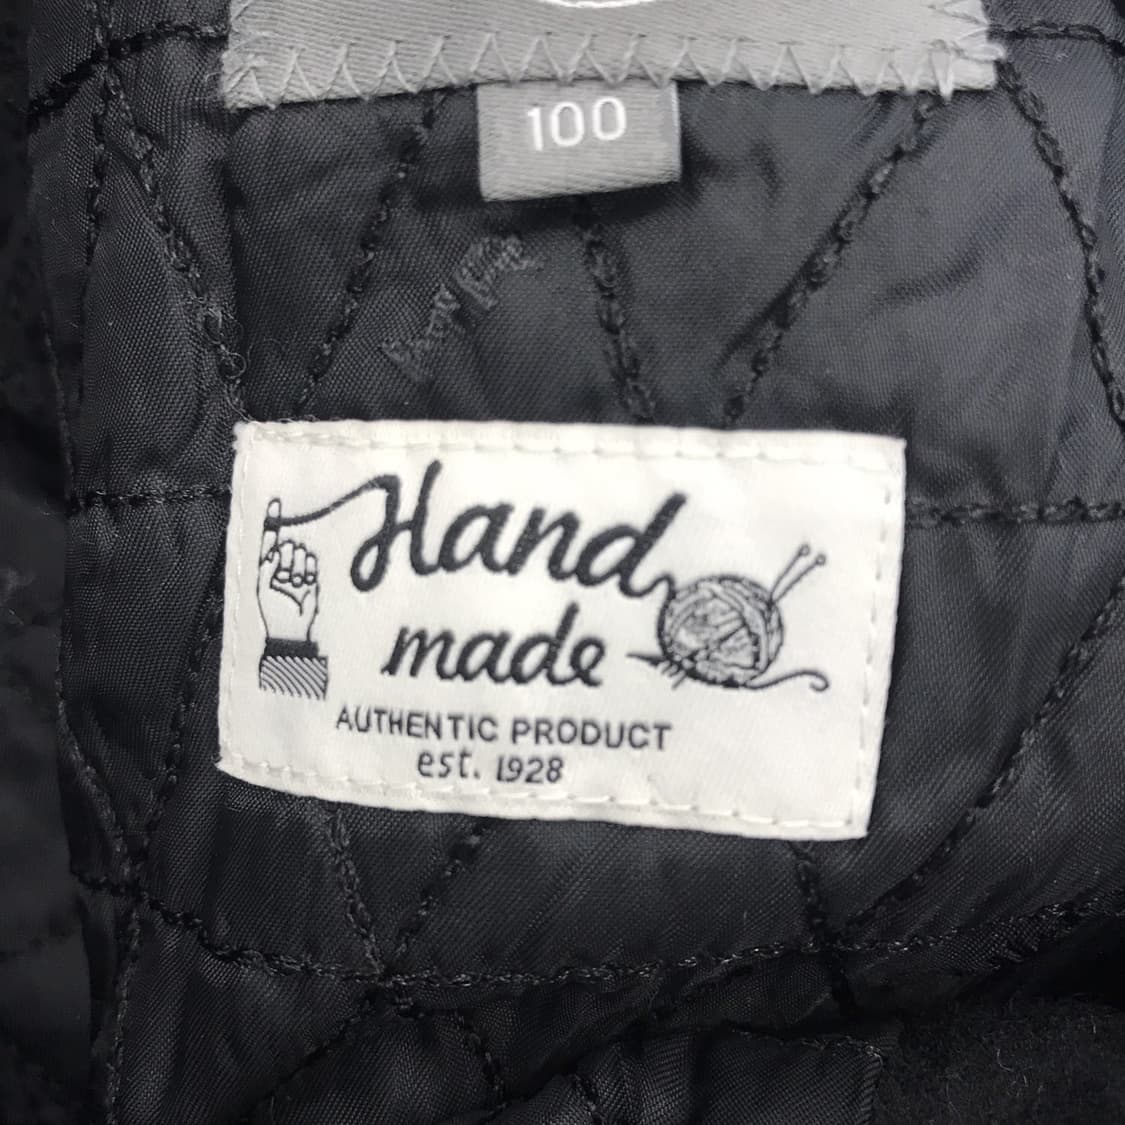 100
Hand
made
AUTHENTIC PRODUCT
est. 1928